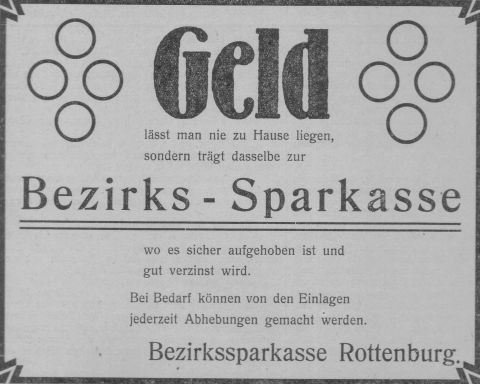 Geld
lässt man nie zu Hause liegen,
sondern trägt dasselbe zur
Bezirks - Sparkasse
wo es sicher aufgehoben ist und
gut verzinst wird.
Bei Bedarf können von den Einlagen
jederzeit Abhebungen gemacht werden.
Bezirkssparkasse Rottenburg.